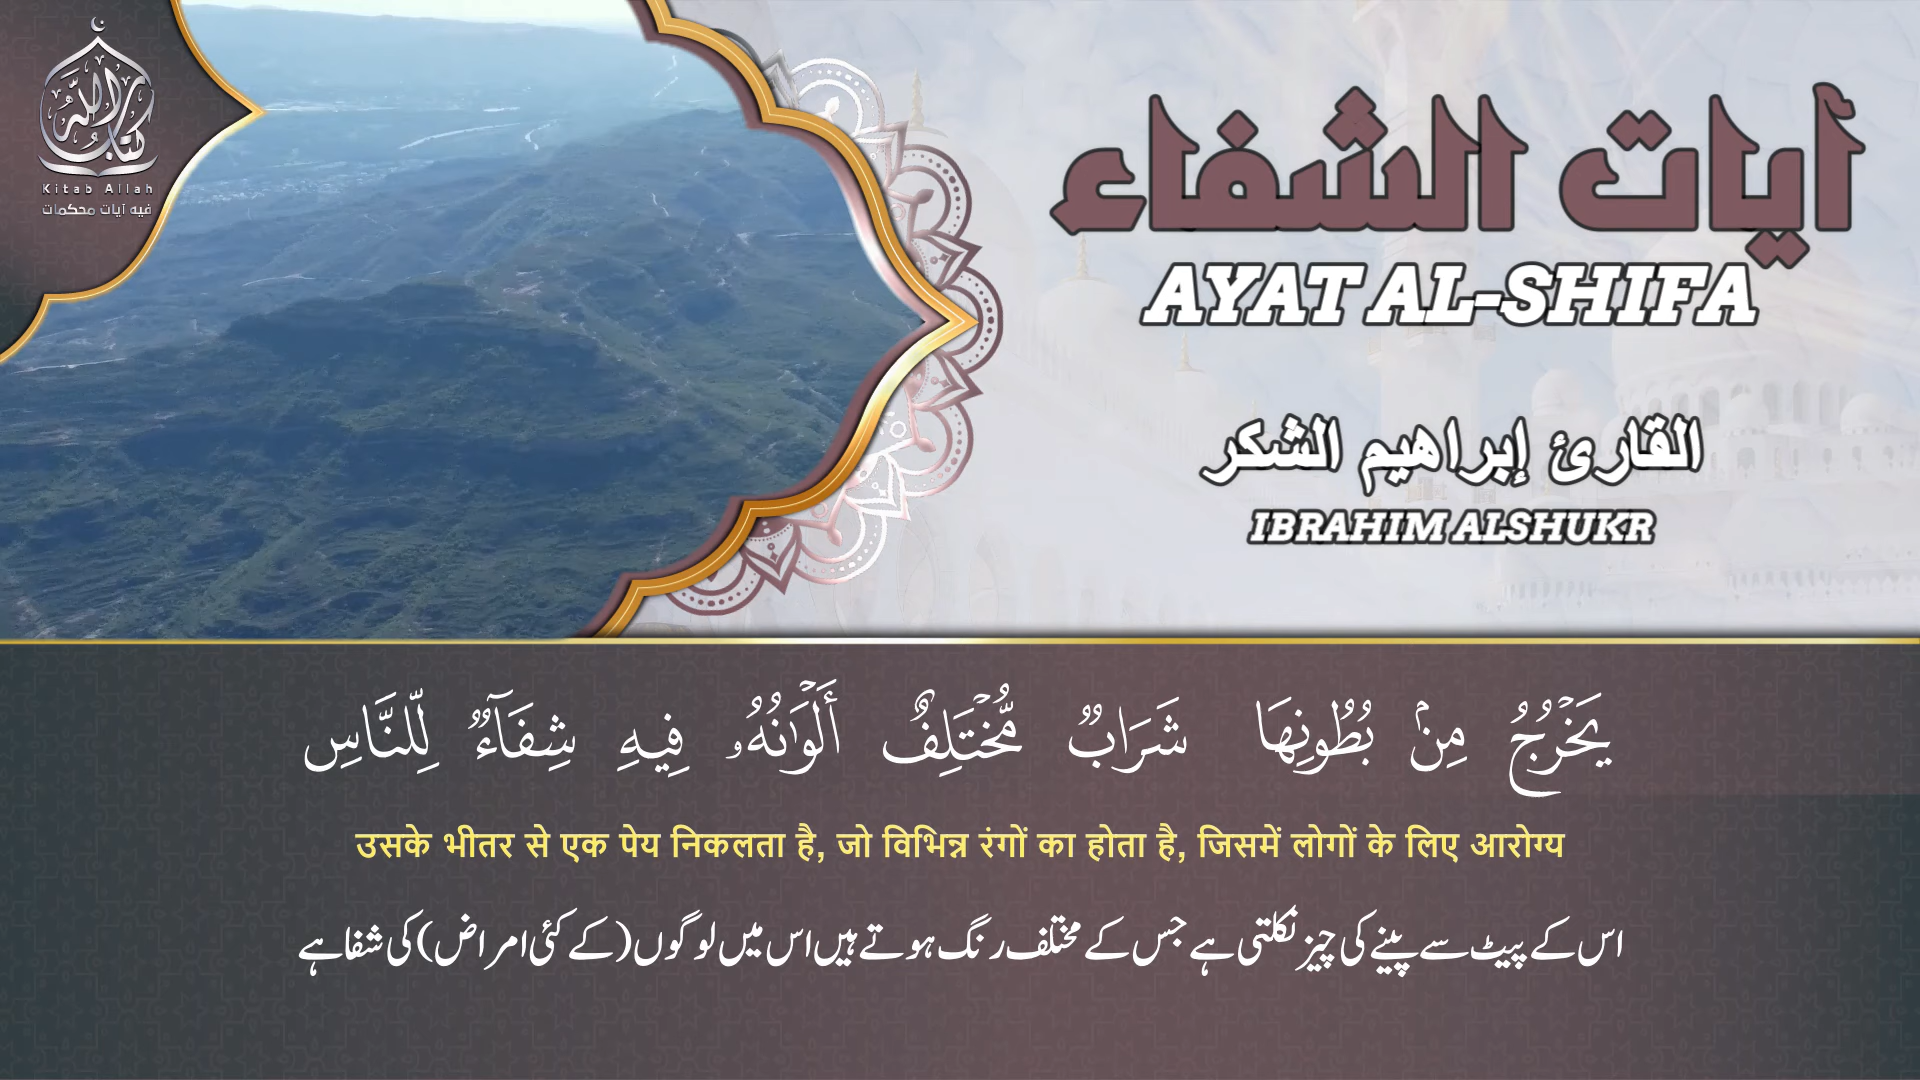 كتاب الله
Kitab Allah
فيه آيات محكمات
آيات الشفاء
AYAT AL-SHIFA
القارئ إبراهيم الشكر
IBRAHIM ALSHUKR
يَخۡرُجُ مِنۢ بُطُونِهَا شَرَابٞ مُّخۡتَلِفٌ أَلۡوَٰنُهُۥ فِيهِ شِفَآءٞ لِّلنَّاسِ
उसके भीतर से एक पेय निकलता है, जो विभिन्न रंगों का होता है, जिसमें लोगों के लिए आरोग्य
اس کے پیٹ سے پینے کی چیز نکلتی ہے جس کے مختلف رنگ ہوتے ہیں اس میں لوگوں (کے کئی امراض) کی شفا ہے